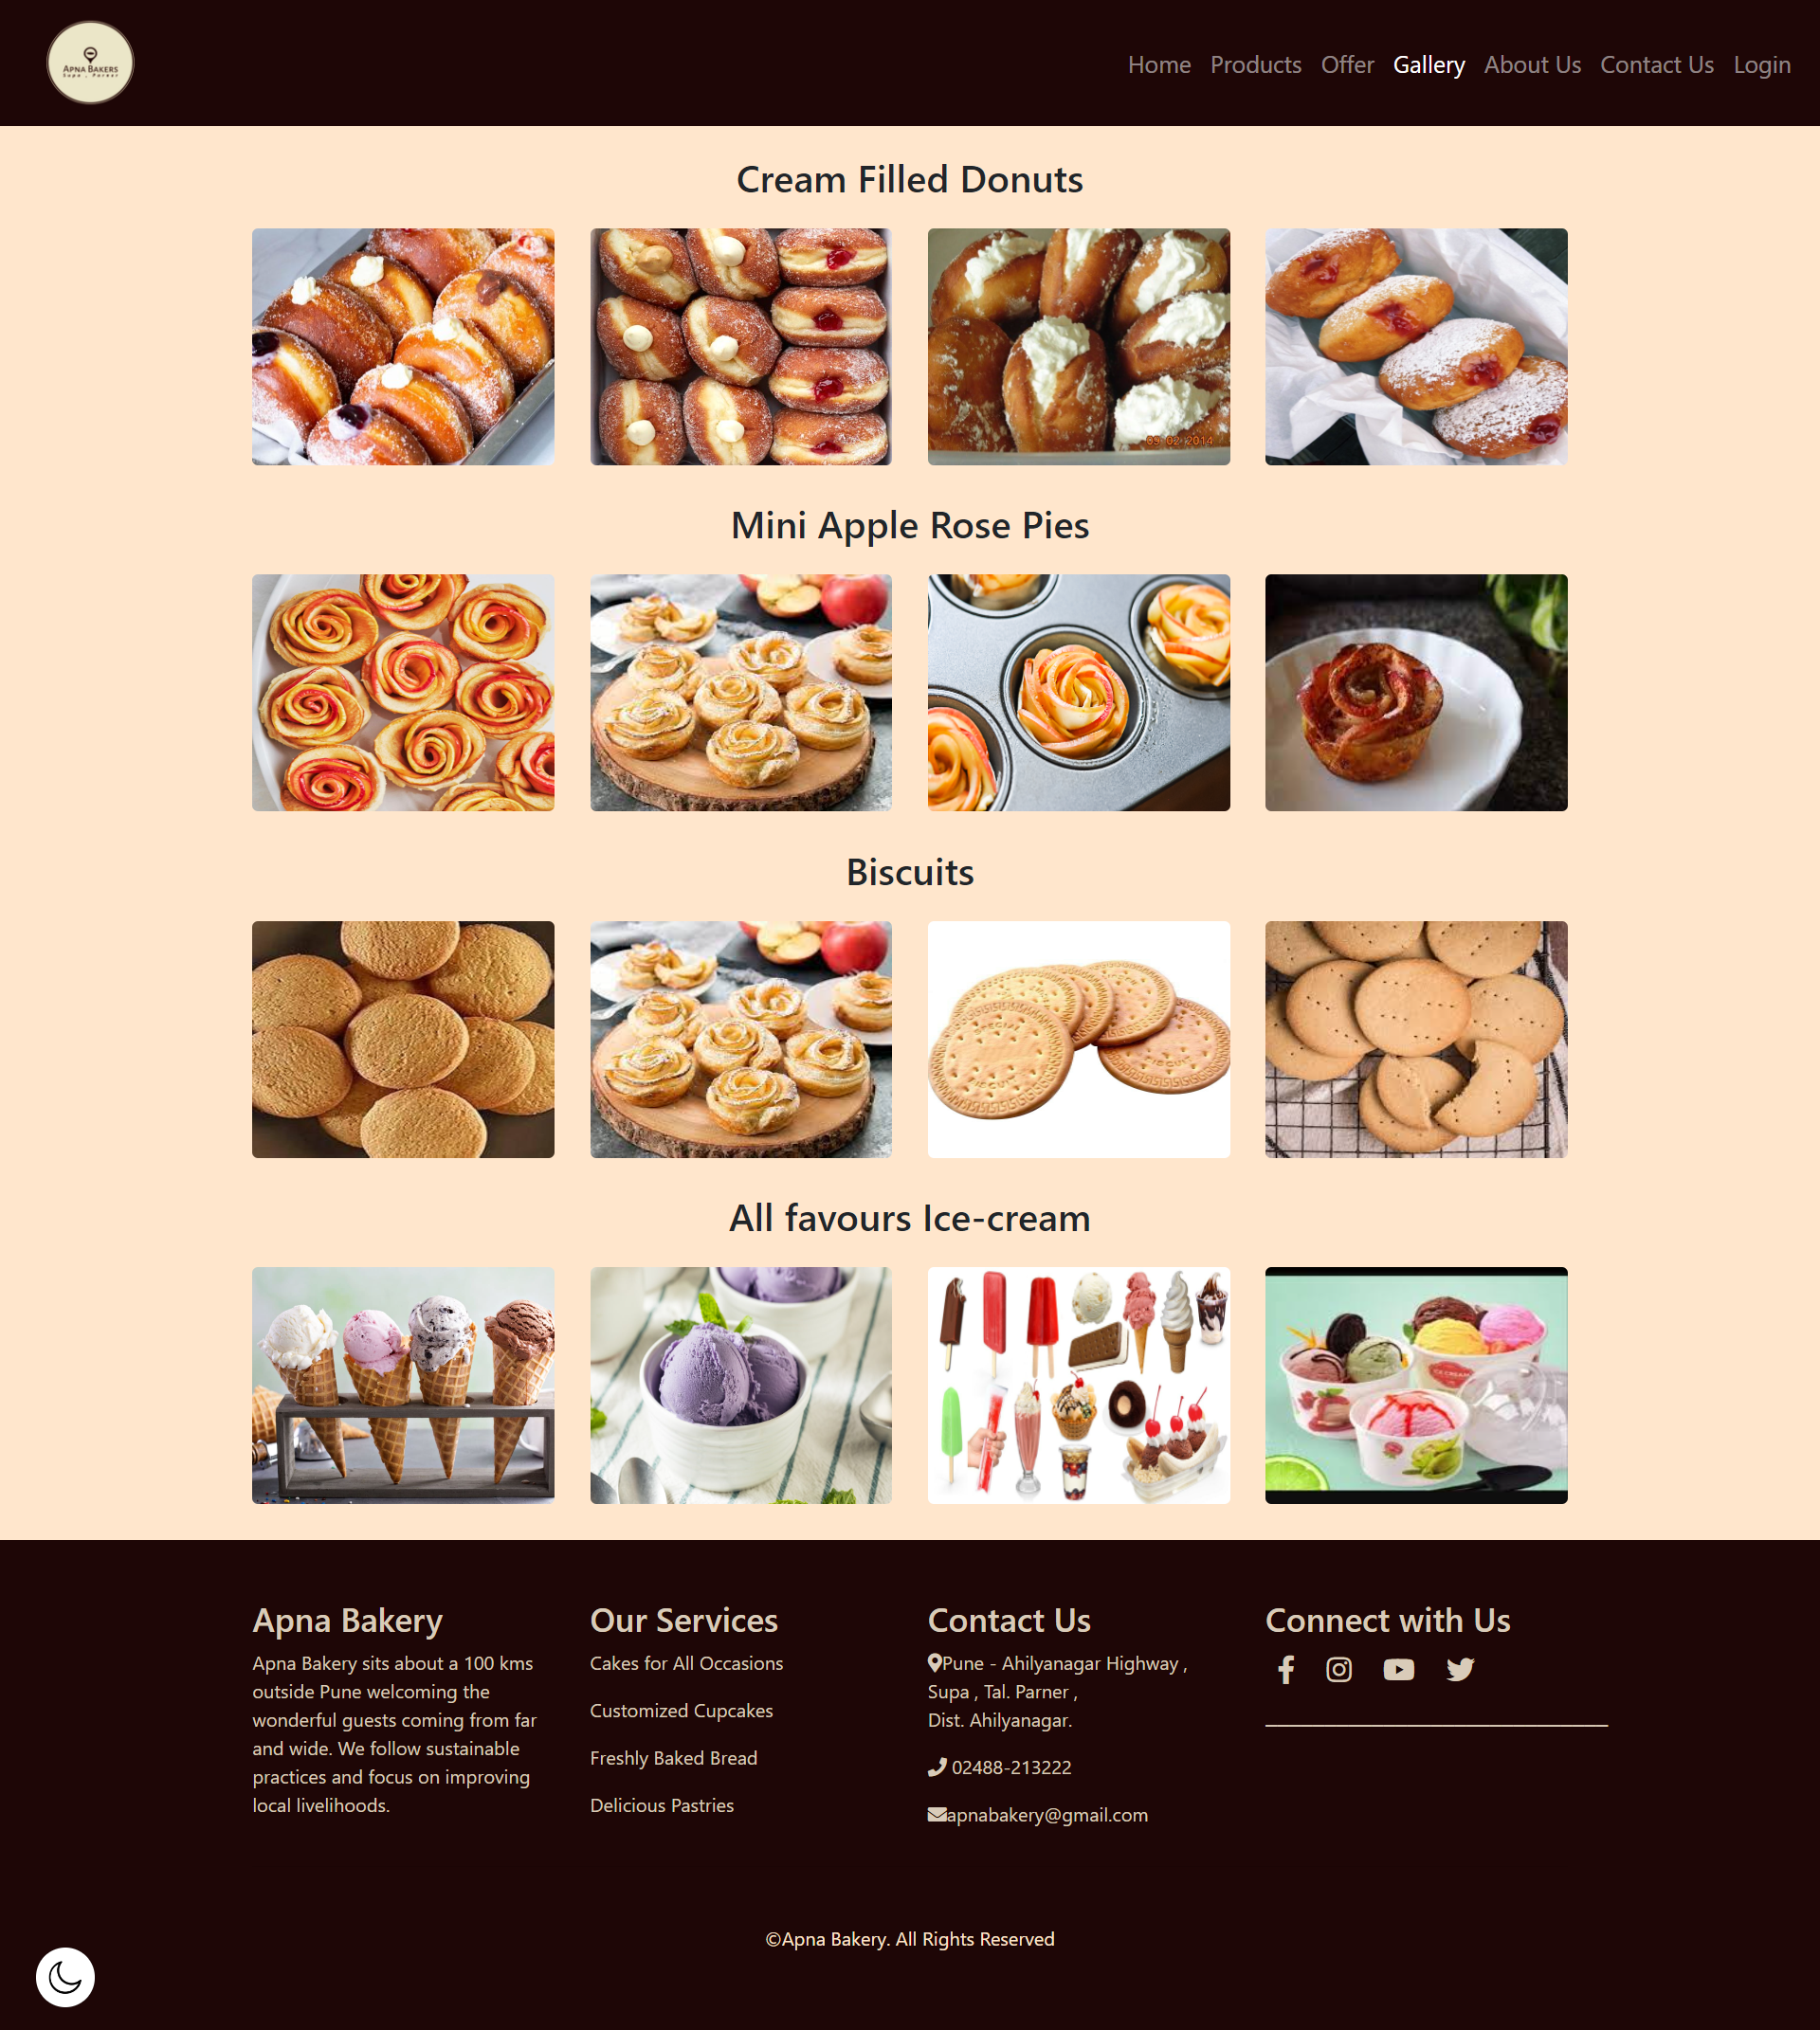 APNA BAKERS
Supa , Parner
Home Products Offer Gallery About Us Contact Us Login
Cream Filled Donuts
09 02 2014
Mini Apple Rose Pies
Biscuits
All favours Ice-cream
ICE CREAM
Apna Bakery
Apna Bakery sits about a 100 kms
outside Pune welcoming the
wonderful guests coming from far
and wide. We follow sustainable
practices and focus on improving
local livelihoods.
Our Services
Cakes for All Occasions
Customized Cupcakes
Freshly Baked Bread
Delicious Pastries
Contact Us
Pune - Ahilyanagar Highway ,
Supa , Tal. Parner ,
Dist. Ahilyanagar.
02488-213222
apnabakery@gmail.com
Connect with Us
©Apna Bakery. All Rights Reserved